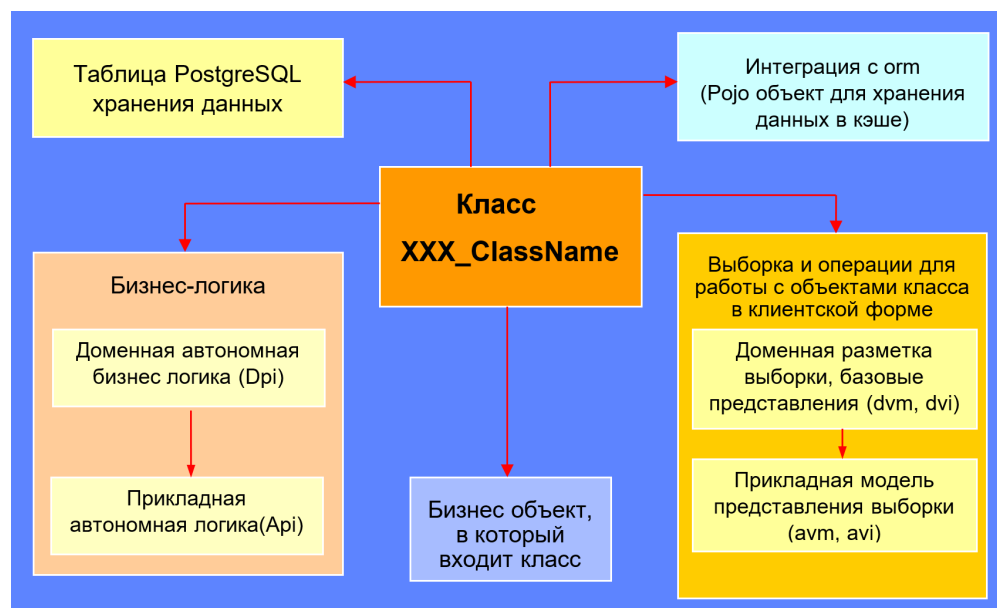 Таблица PostgreSQL
хранения данных
Интеграция с orm
(Pojo объект для хранения
данных в кэше)
Класс
XXX_ClassName
Бизнес-логика
Доменная автономная
бизнес логика (Dpi)
Прикладная
автономная логика(Api)
Бизнес объект,
в который
входит класс
Выборка и операции для
работы с объектами класса
в клиентской форме
Доменная разметка
выборки, базовые
представления (dvm, dvi)
Прикладная модель
представления выборки
(avm, avi)